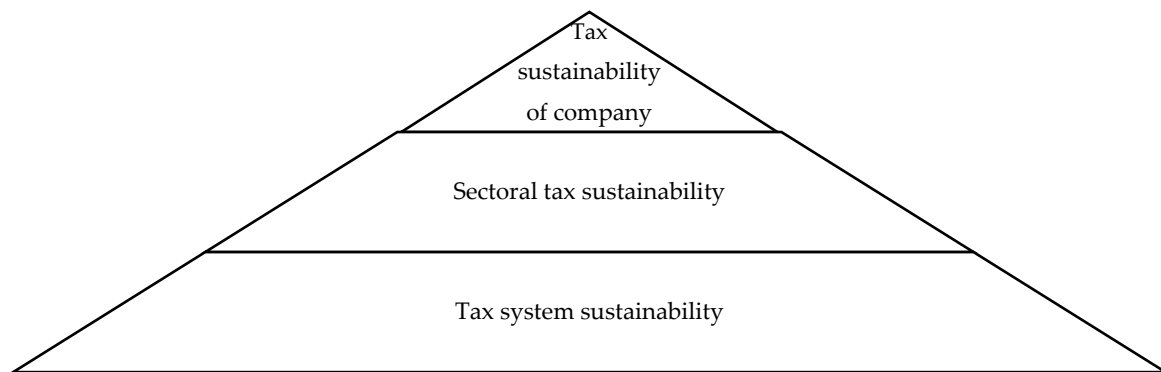 Tax
sustainability
of company
Sectoral tax sustainability
Tax system sustainability